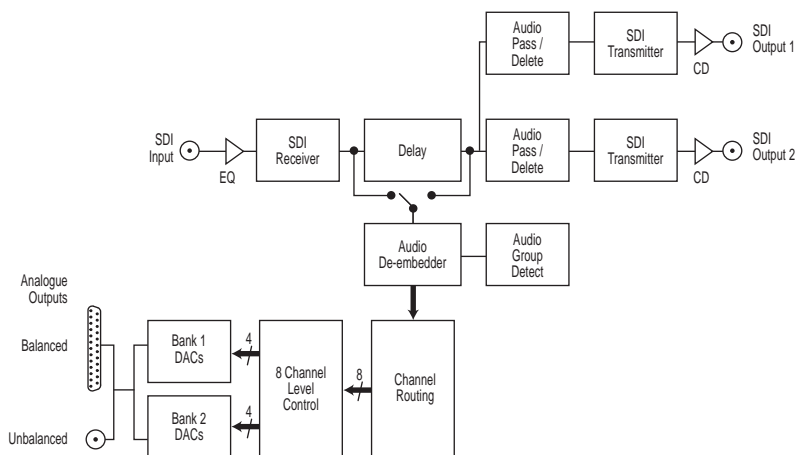 Audio
Pass /
Delete
SDI
Transmitter
CD
SDI
Output 1
SDI
Input
EQ
SDI
Receiver
Delay
Audio
Pass /
Delete
SDI
Transmitter
CD
SDI
Output 2
Audio
De-embedder
Audio
Group
Detect
Analogue
Outputs
Balanced
Unbalanced
Bank 1
DACs
4
Bank 2
DACs
4
8 Channel
Level
Control
8
Channel
Routing